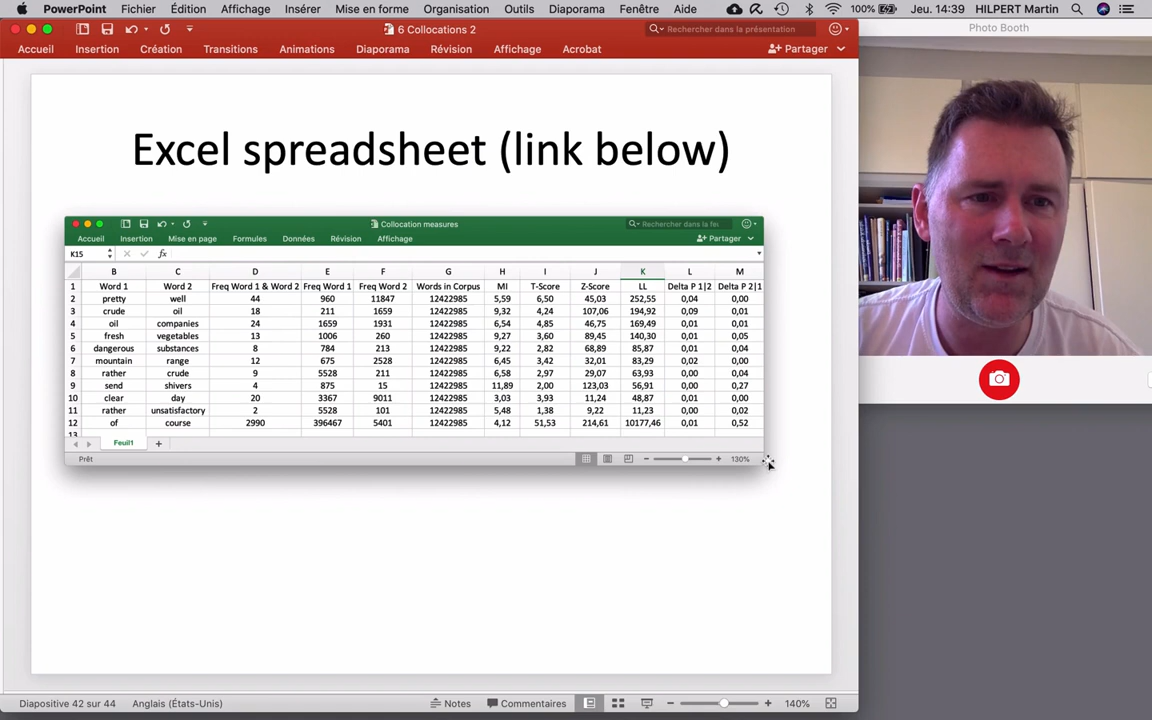 PowerPoint Fichier Édition Affichage Insérer Mise en forme Organisation Outils Diaporama Fenêtre Aide 100% Jeu. 14:39 HILPERT Martin
6 Collocations 2
Rechercher dans la présentation
Photo Booth
Accueil Insertion Création Transitions Animations Diaporama Révision Affichage Acrobat Partager
Excel spreadsheet (link below)
Collocation measures
Rechercher dans la feu
Accueil Insertion Mise en page Formules Données Révision Affichage Partager
K15 fx
B C D E F G H I J K L M
1 Word 1 Word 2 Freq Word 1 & Word 2 Freq Word 1 Freq Word 2 Words in Corpus MI T-Score Z-Score LL Delta P 1|2 Delta P 2|1
2 pretty well 44 960 11847 12422985 5,59 6,50 45,03 252,55 0,04 0,00
3 crude oil 18 211 1659 12422985 9,32 4,24 107,06 194,92 0,09 0,01
4 oil companies 24 1659 1931 12422985 6,54 4,85 46,75 169,49 0,01 0,01
5 fresh vegetables 13 1006 260 12422985 9,27 3,60 89,45 140,30 0,01 0,05
6 dangerous substances 8 784 213 12422985 9,22 2,82 68,89 85,87 0,01 0,04
7 mountain range 12 675 2528 12422985 6,45 3,42 32,01 83,29 0,02 0,00
8 rather crude 9 5528 211 12422985 6,58 2,97 29,07 63,93 0,00 0,04
9 send shivers 4 875 15 12422985 11,89 2,00 123,03 56,91 0,00 0,27
10 clear day 20 3367 9011 12422985 3,03 3,93 11,24 48,87 0,01 0,00
11 rather unsatisfactory 2 5528 101 12422985 5,48 1,38 9,22 11,23 0,00 0,02
12 of course 2990 396467 5401 12422985 4,12 51,53 214,61 10177,46 0,01 0,52
13
Feuil1
Prêt 130%
Diapositive 42 sur 44 Anglais (États-Unis) Notes Commentaires 140%